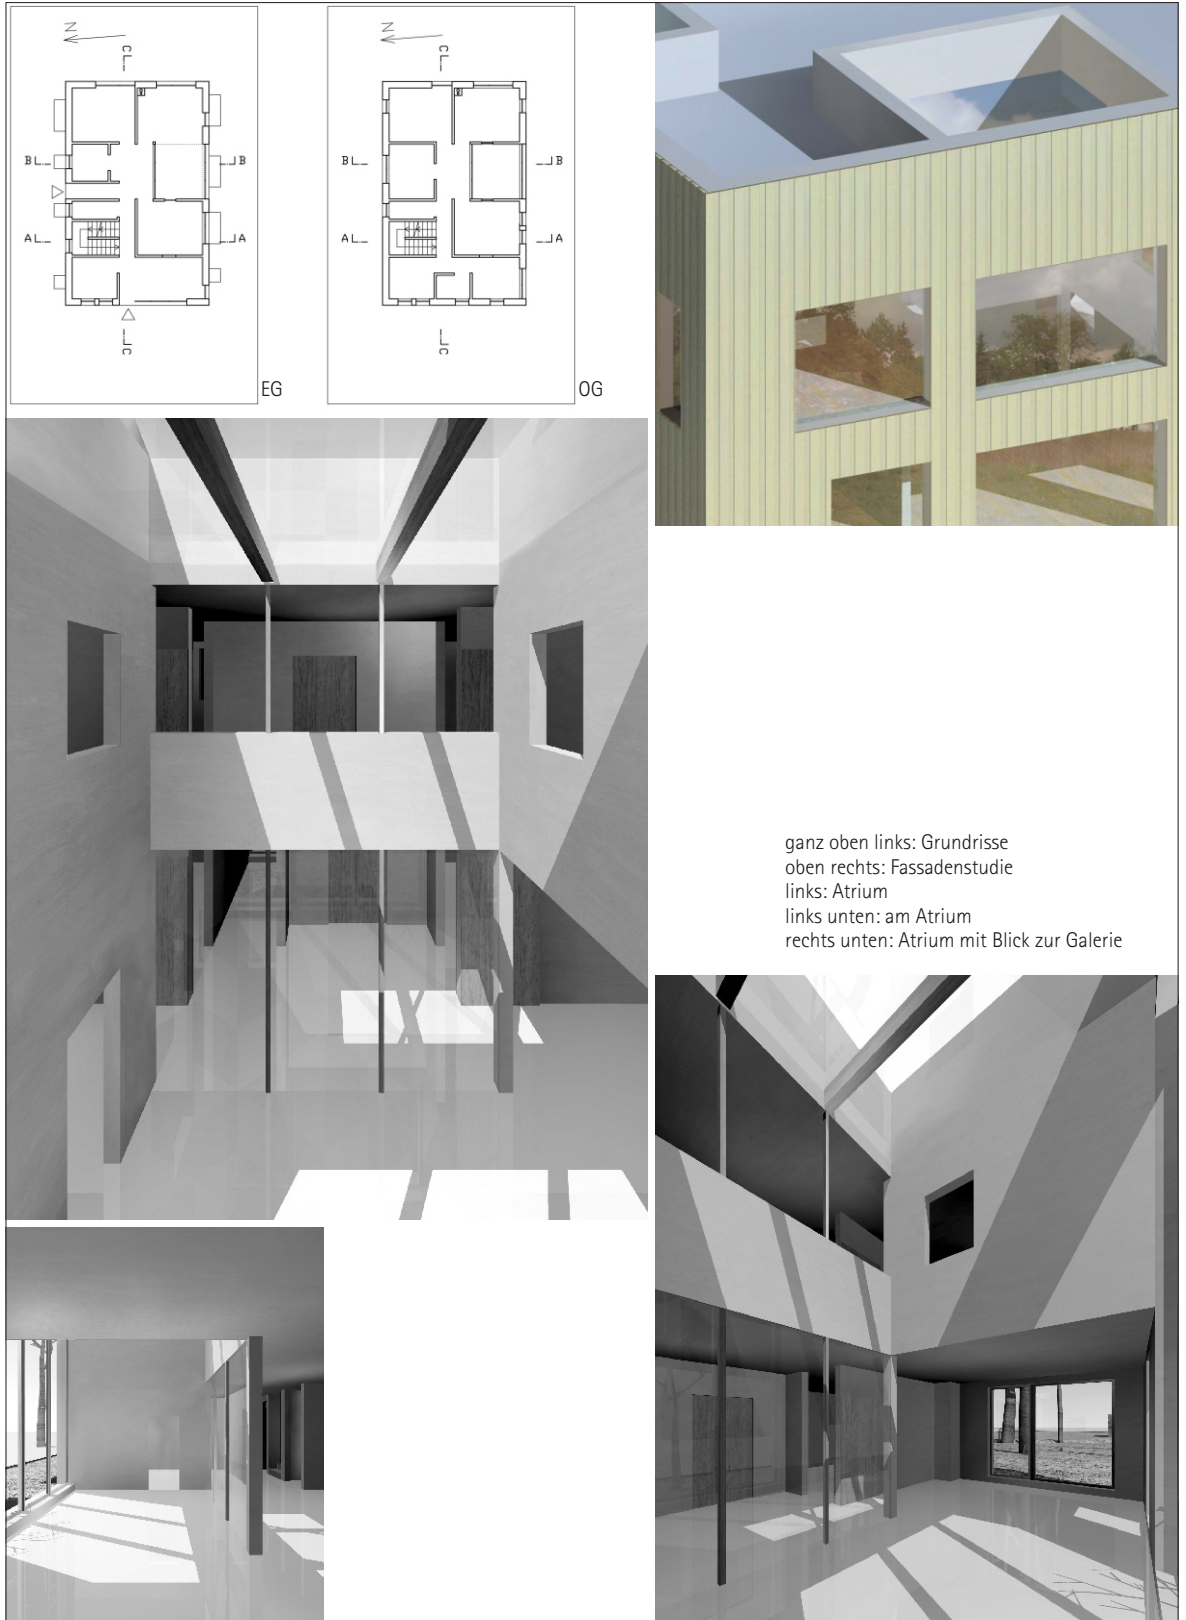 N
C
B B
A A
C
EG
N
C
B B
A A
C
OG
ganz oben links: Grundrisse
oben rechts: Fassadenstudie
links: Atrium
links unten: am Atrium
rechts unten: Atrium mit Blick zur Galerie